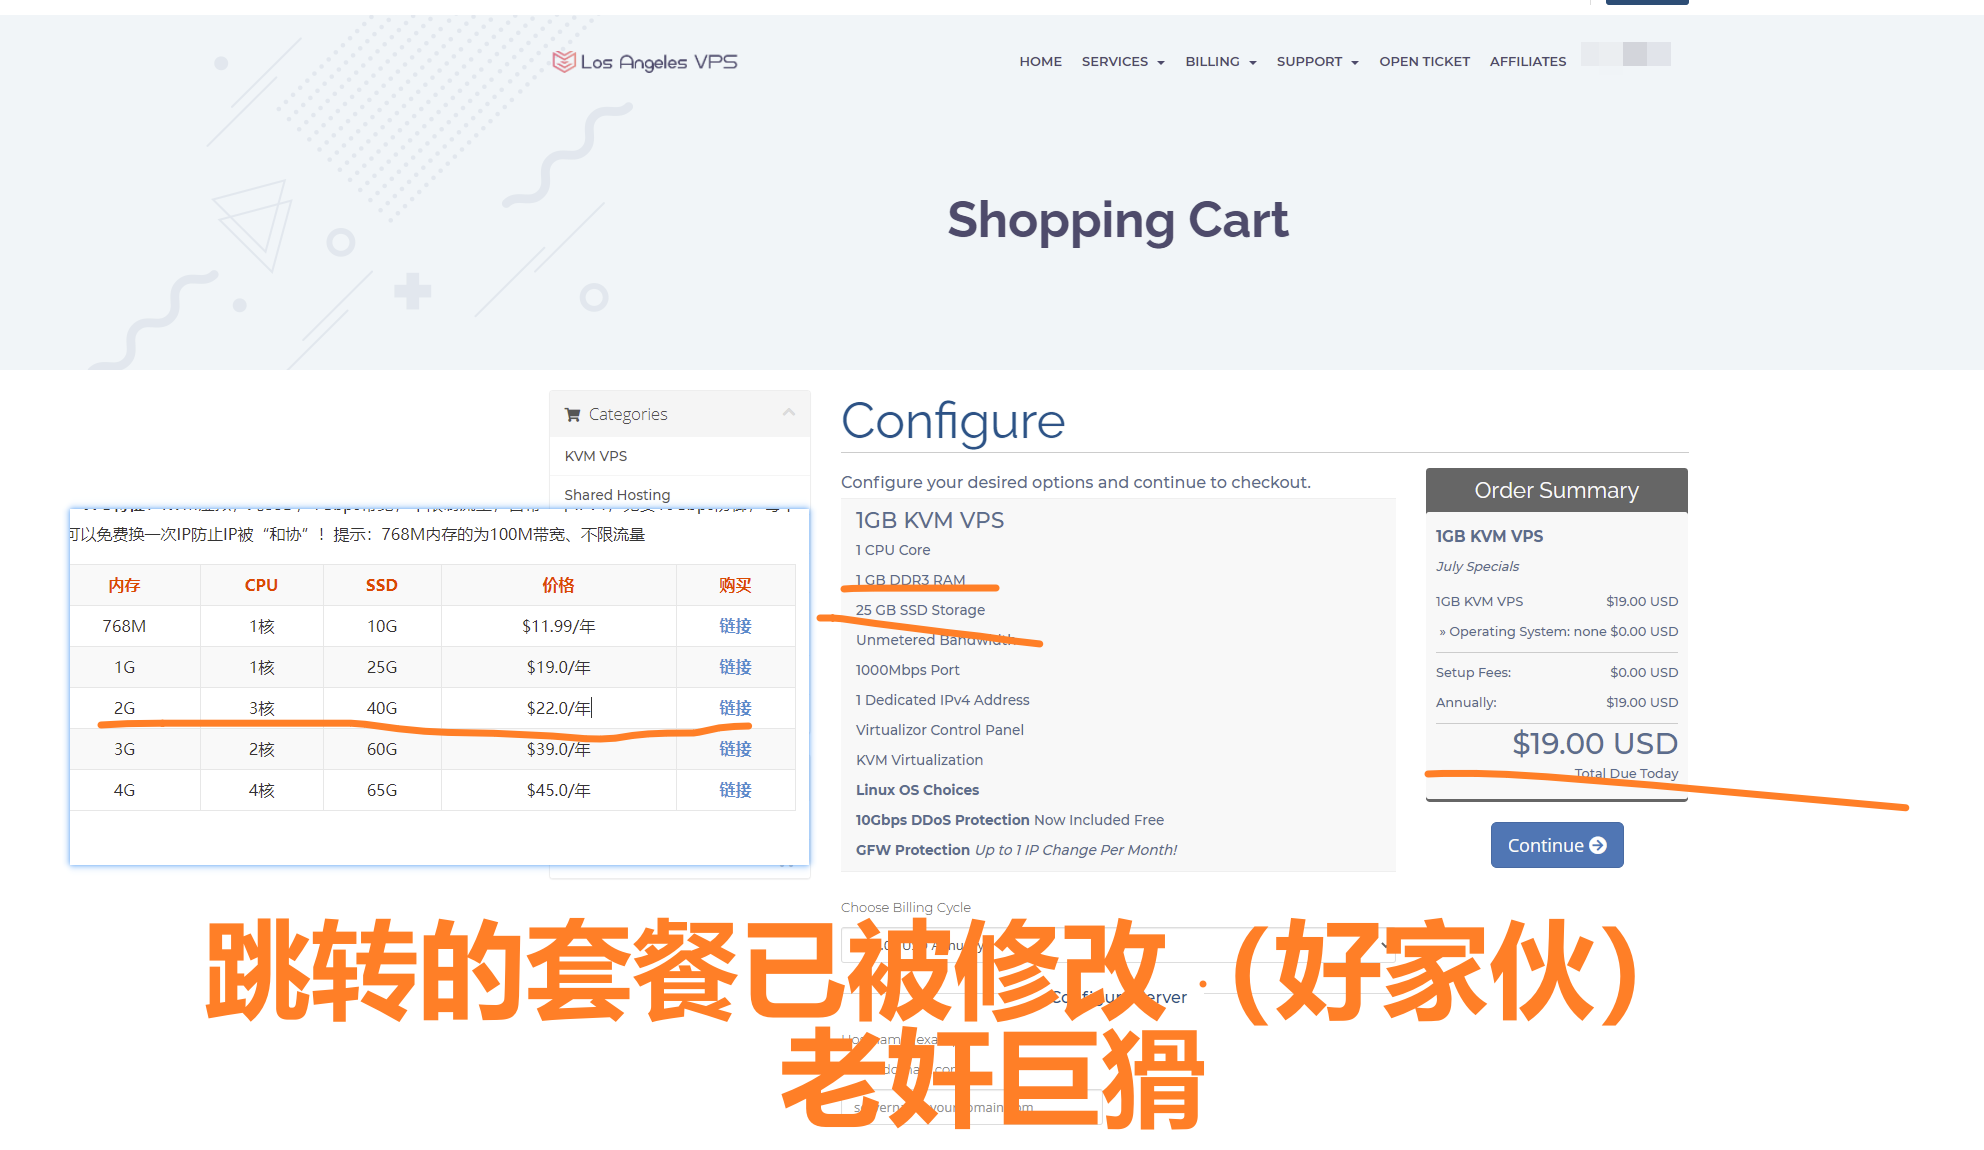 Los Angeles VPS
HOME SERVICES BILLING SUPPORT OPEN TICKET AFFILIATES
Shopping Cart
Categories
KVM VPS
Shared Hosting
可以免费换一次IP防止IP被“和协”！提示：768M内存的为100M带宽、不限流量
内存 CPU SSD 价格 购买
768M 1核 10G $11.99/年 链接
1G 1核 25G $19.0/年 链接
2G 3核 40G $22.0/年 链接
3G 2核 60G $39.0/年 链接
4G 4核 65G $45.0/年 链接
Configure
Configure your desired options and continue to checkout.
1GB KVM VPS
1 CPU Core
1 GB DDR3 RAM
25 GB SSD Storage
Unmetered Bandwidth
1000Mbps Port
1 Dedicated IPv4 Address
Virtualizor Control Panel
KVM Virtualization
Linux OS Choices
10Gbps DDoS Protection Now Included Free
GFW Protection Up to 1 IP Change Per Month!
Order Summary
1GB KVM VPS
July Specials
1GB KVM VPS $19.00 USD
» Operating System: none $0.00 USD
Setup Fees: $0.00 USD
Annually: $19.00 USD
$19.00 USD
Total Due Today
Continue
Choose Billing Cycle
跳转的套餐已被修改.(好家伙)
老奸巨猾